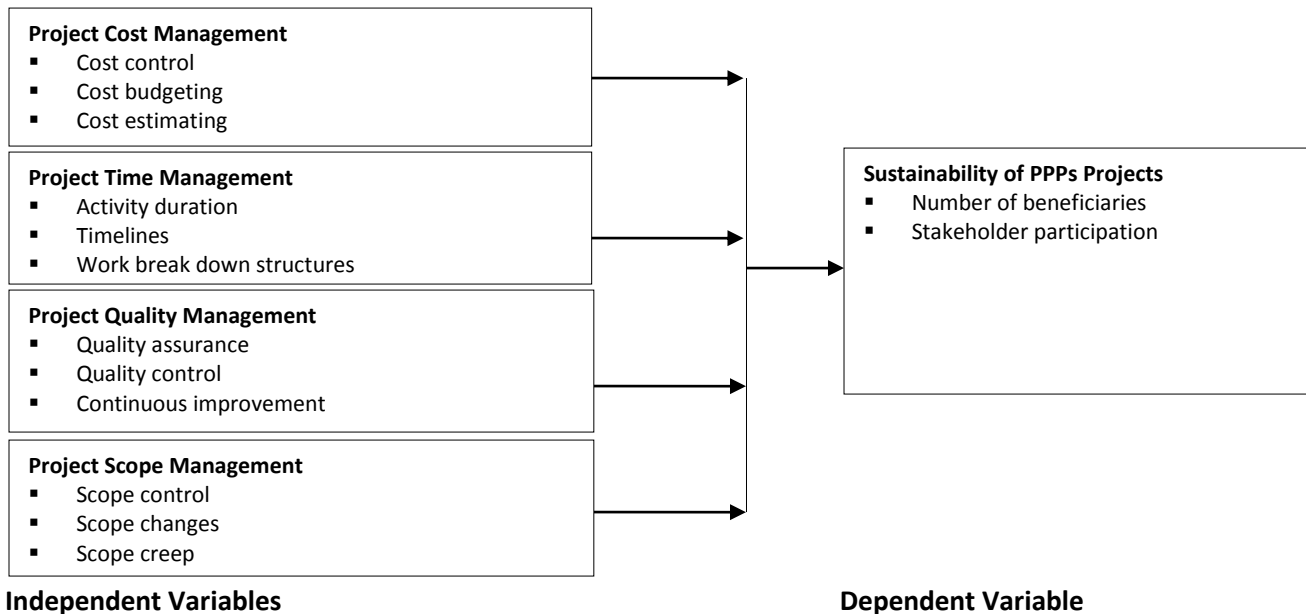 Project Cost Management
▪ Cost control
▪ Cost budgeting
▪ Cost estimating
Project Time Management
▪ Activity duration
▪ Timelines
▪ Work break down structures
Project Quality Management
▪ Quality assurance
▪ Quality control
▪ Continuous improvement
Project Scope Management
▪ Scope control
▪ Scope changes
▪ Scope creep
Independent Variables
Sustainability of PPPs Projects
▪ Number of beneficiaries
▪ Stakeholder participation
Dependent Variable